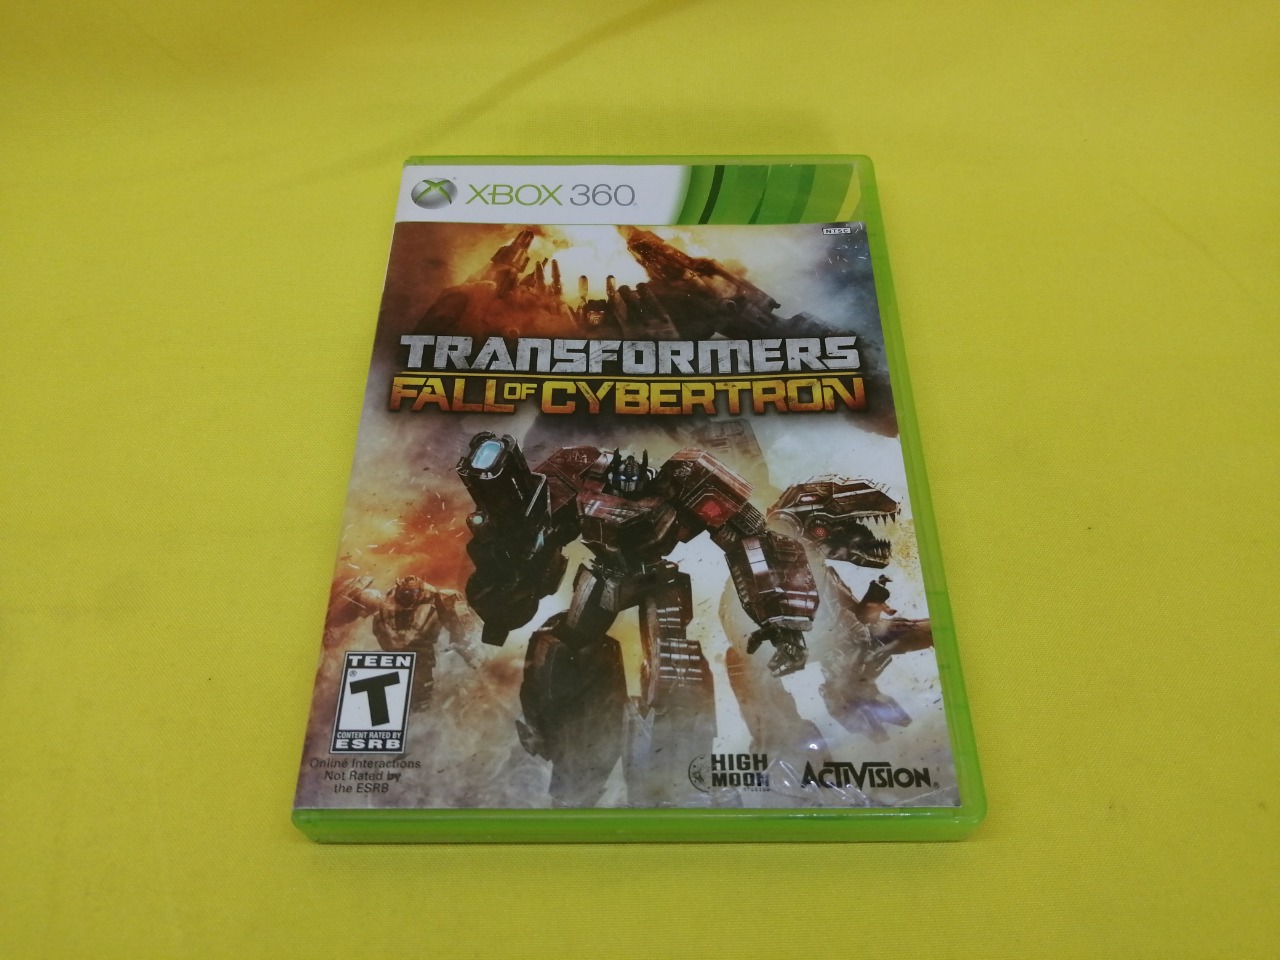 XBOX 360
NTSC
TRANSFORMERS
FALL OF CYBERTRON
TEEN
T
CONTENT RATED BY
ESRB
Online Interactions
Not Rated by
the ESRB
HIGH
MOON
STUDIOS
ACTIVISION